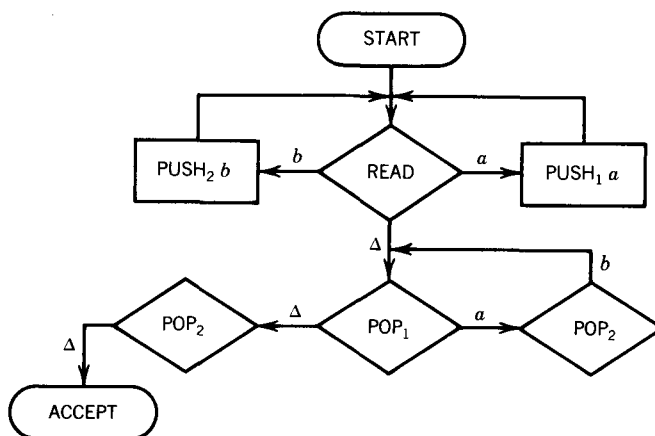 START
PUSH₂ b
b
READ
a
PUSH₁ a
Δ
b
POP₂
Δ
POP₁
a
POP₂
Δ
ACCEPT